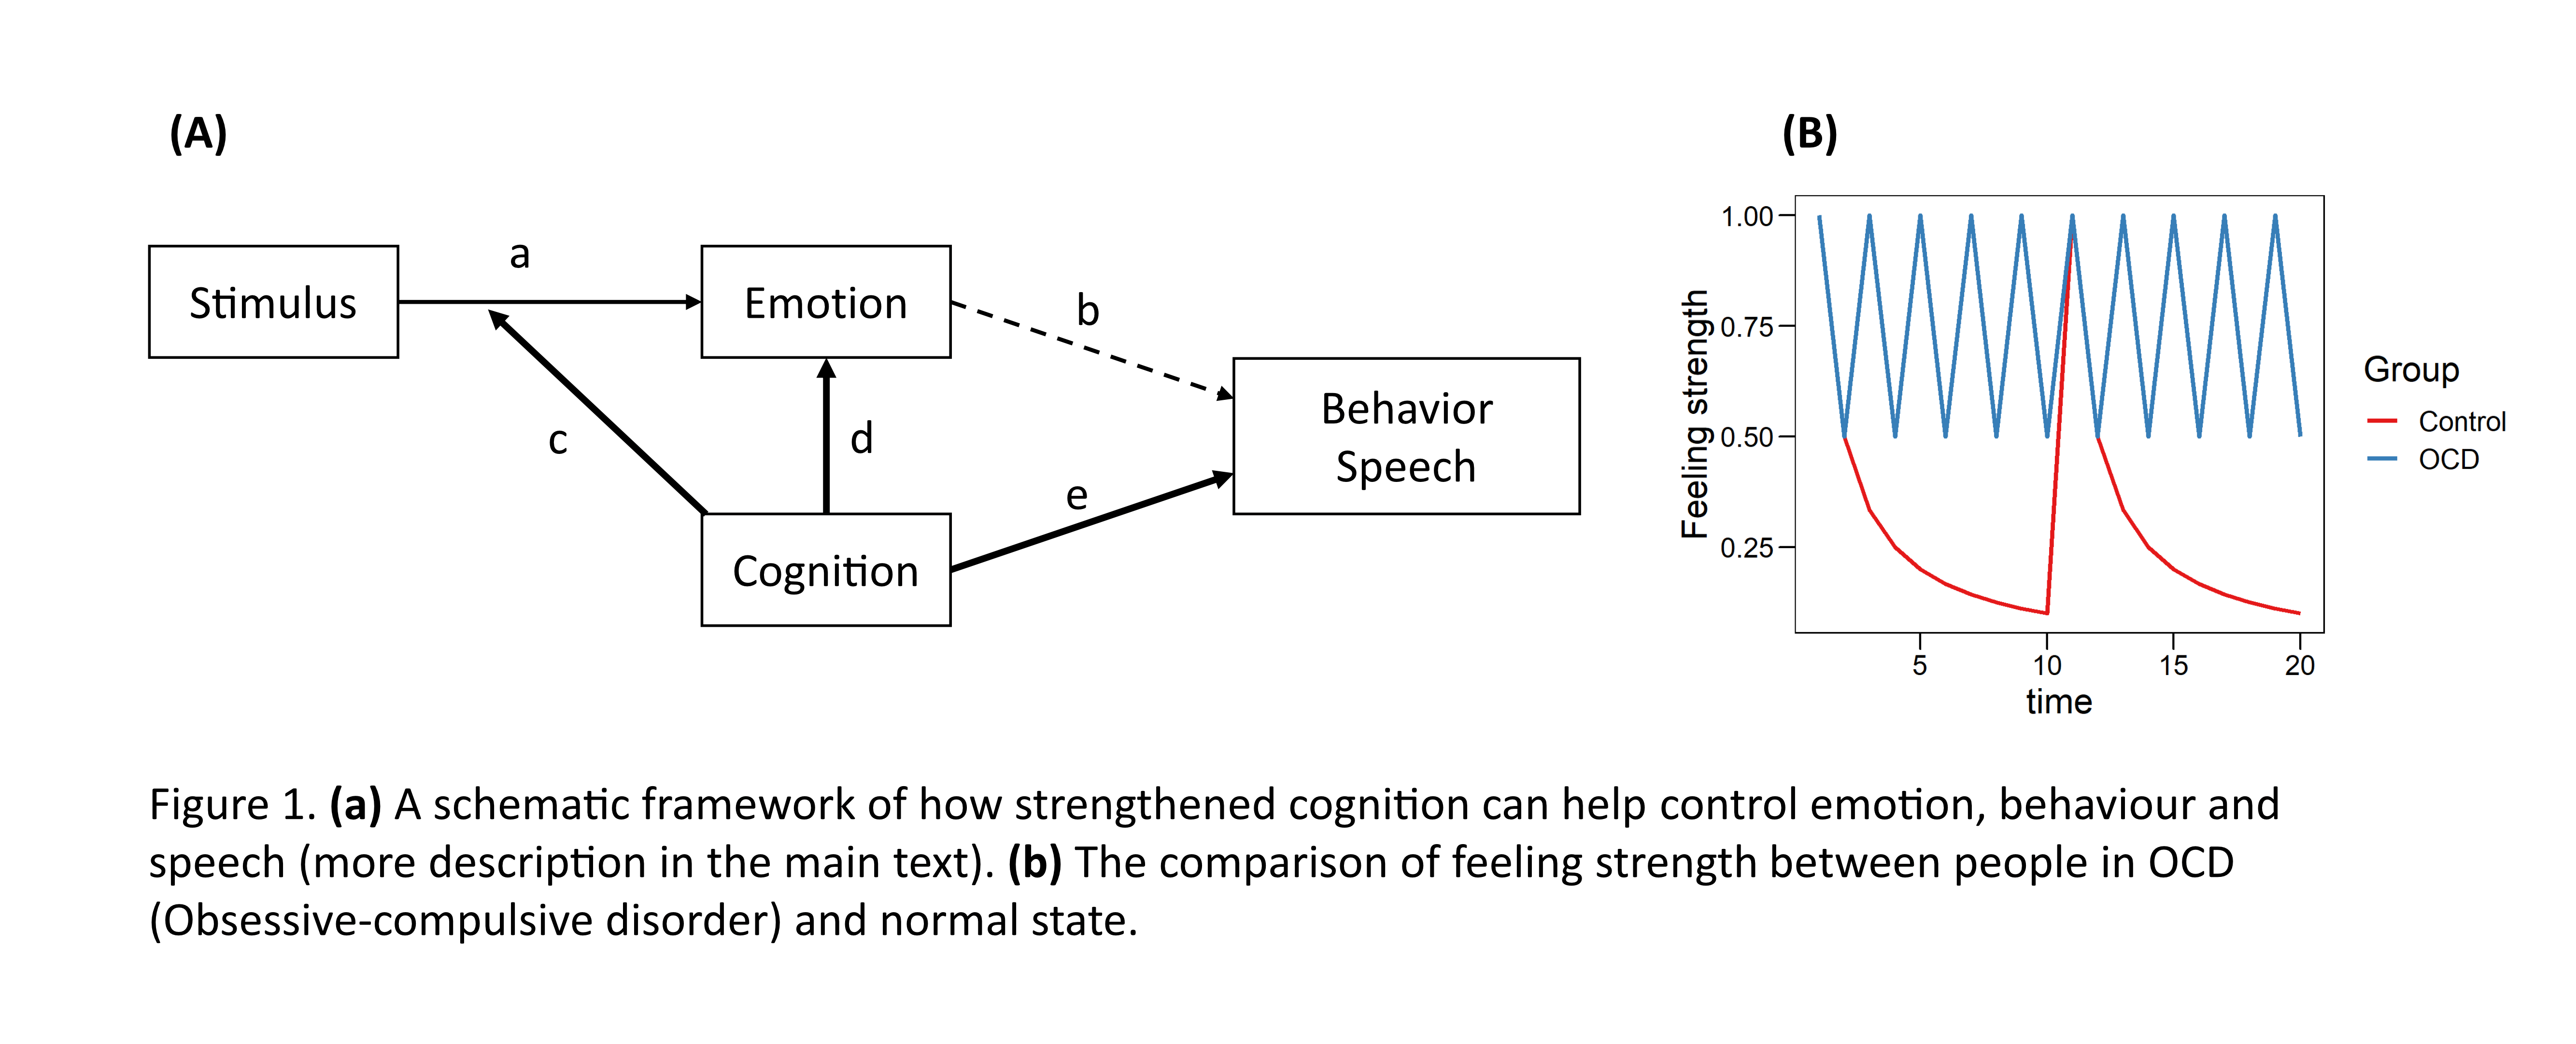 (A)
Stimulus
a
Emotion
b
c
d
Behavior
Speech
e
Cognition
(B)
Feeling strength
1.00
0.75
0.50
0.25
5
10
15
20
time
Group
Control
OCD
Figure 1. (a) A schematic framework of how strengthened cognition can help control emotion, behaviour and
speech (more description in the main text). (b) The comparison of feeling strength between people in OCD
(Obsessive-compulsive disorder) and normal state.